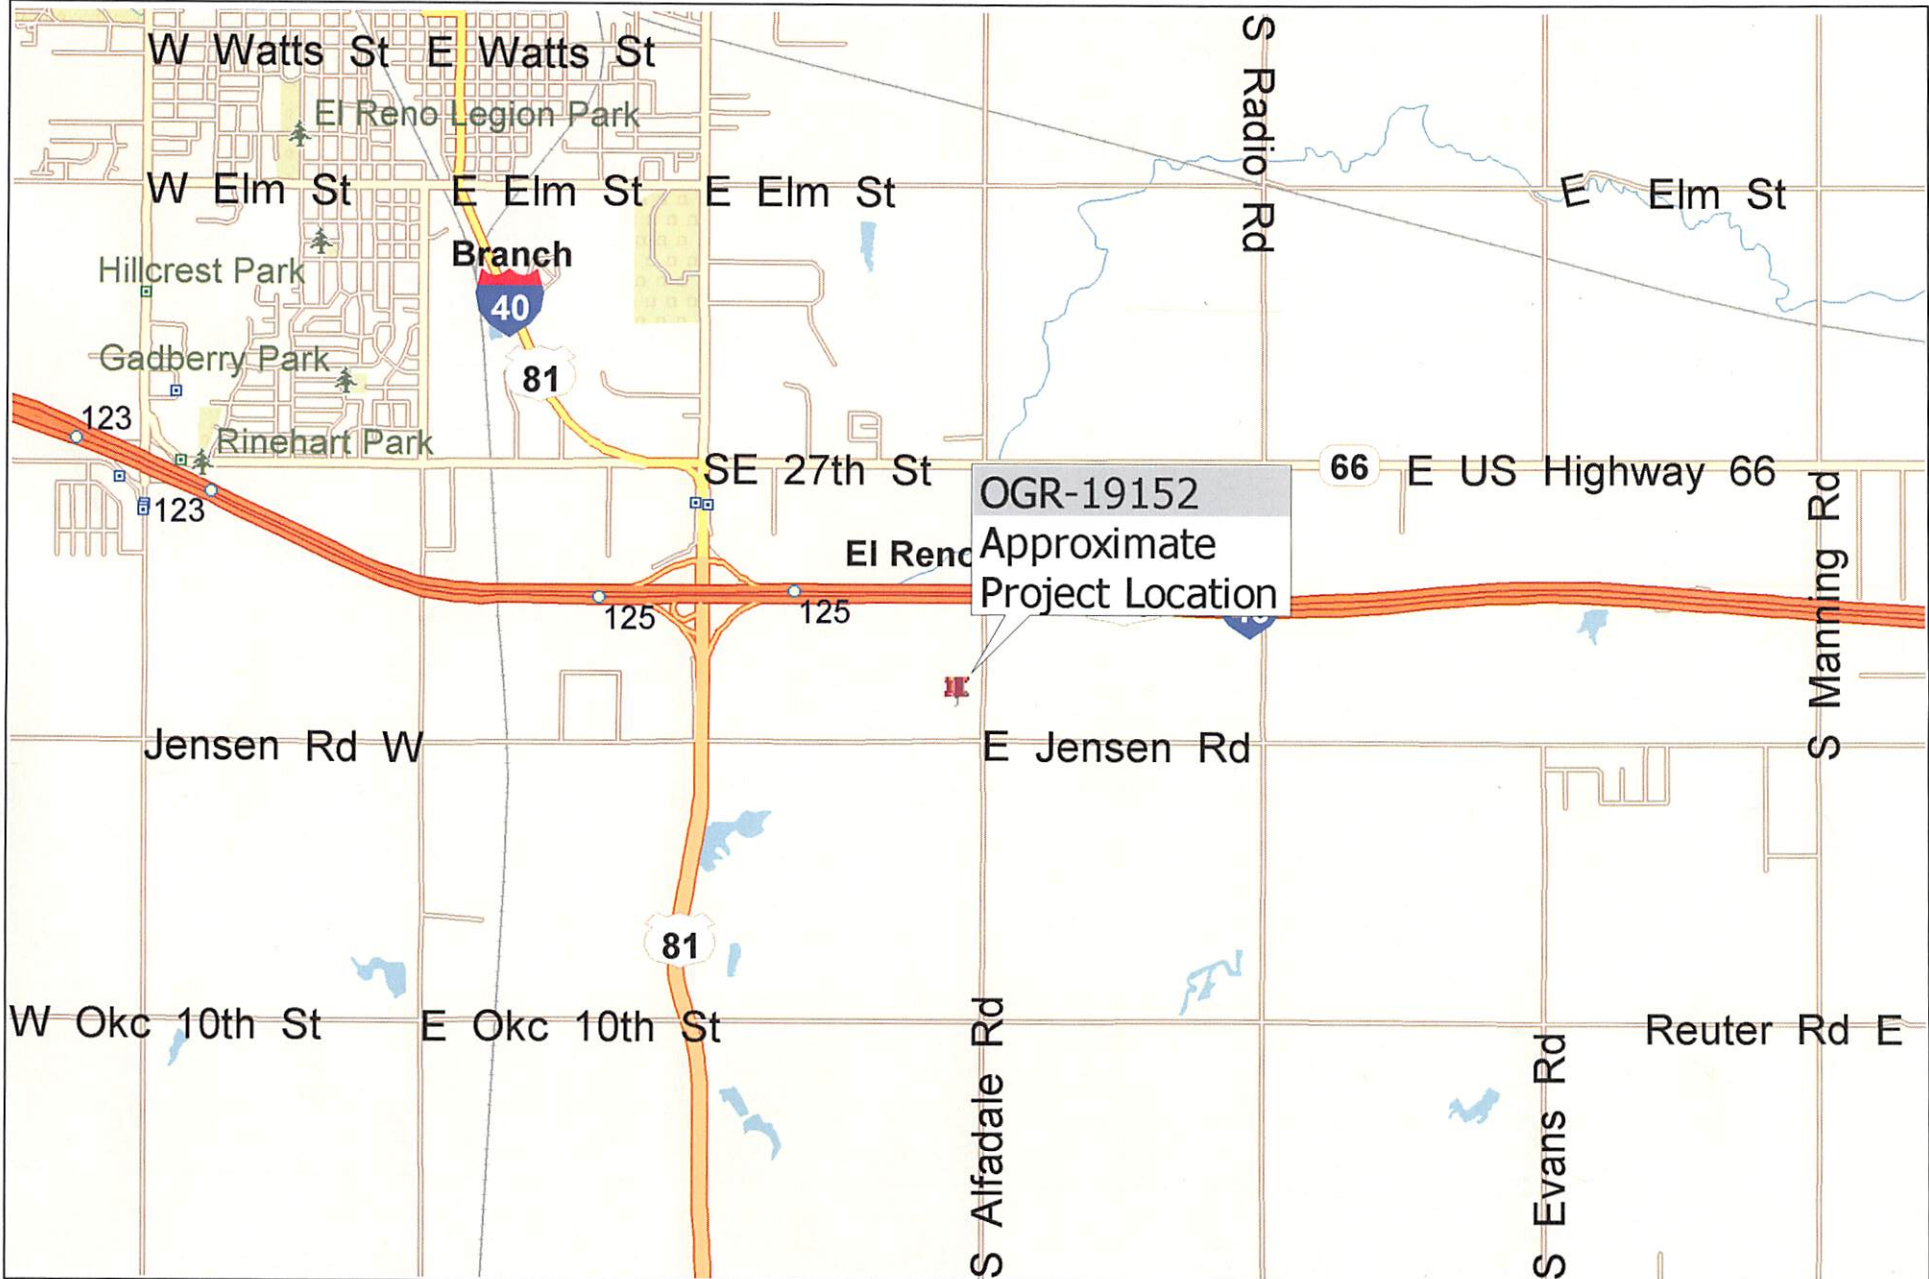 W Watts St E Watts St
S Radio Rd
El Reno Legion Park
W Elm St E Elm St E Elm St E Elm St
Branch
Hillcrest Park
40
Gadberry Park
81
123
Rinehart Park
SE 27th St
66 E US Highway 66
123
OGR-19152
Approximate
Project Location
El Reno
125
125
S Manning Rd
Jensen Rd W
E Jensen Rd
81
W Okc 10th St E Okc 10th St
Reuter Rd E
S Alfadale Rd
S Evans Rd